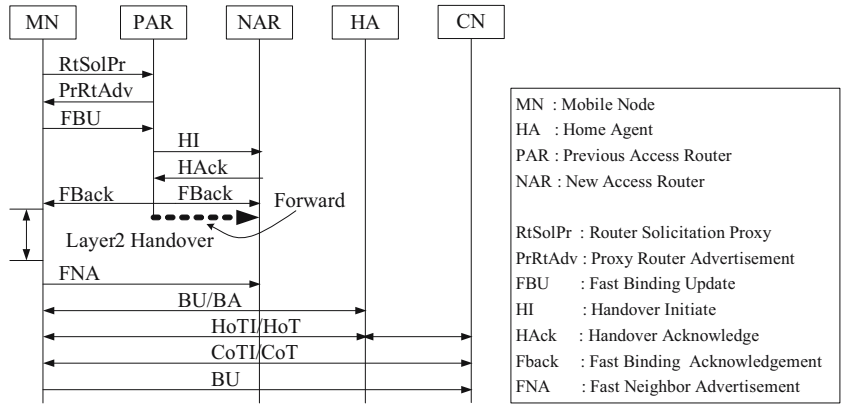 MN PAR NAR HA CN
RtSolPr
PrRtAdv
FBU
HI
HAck
FBack FBack Forward
Layer2 Handover
FNA
BU/BA
HoTI/HoT
CoTI/CoT
BU
MN : Mobile Node
HA : Home Agent
PAR : Previous Access Router
NAR : New Access Router
RtSolPr : Router Solicitation Proxy
PrRtAdv : Proxy Router Advertisement
FBU : Fast Binding Update
HI : Handover Initiate
HAck : Handover Acknowledge
Fback : Fast Binding Acknowledgement
FNA : Fast Neighbor Advertisement